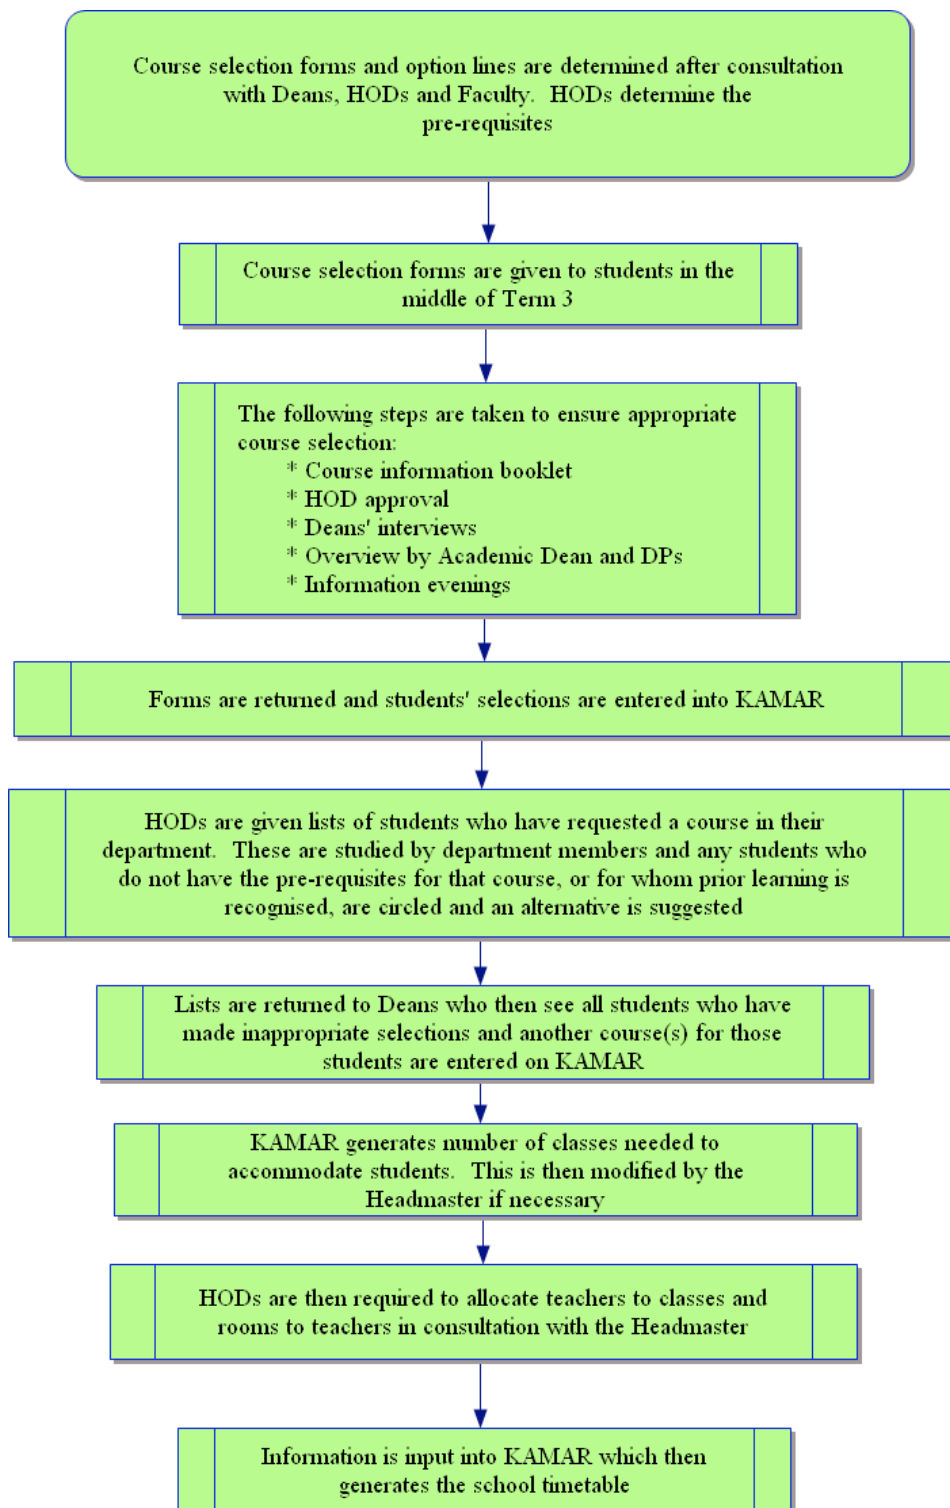 Course selection forms and option lines are determined after consultation
with Deans, HODs and Faculty.  HODs determine the
pre-requisites
Course selection forms are given to students in the
middle of Term 3
The following steps are taken to ensure appropriate
course selection:
* Course information booklet
* HOD approval
* Deans' interviews
* Overview by Academic Dean and DPs
* Information evenings
Forms are returned and students' selections are entered into KAMAR
HODs are given lists of students who have requested a course in their
department.  These are studied by department members and any students who
do not have the pre-requisites for that course, or for whom prior learning is
recognised, are circled and an alternative is suggested
Lists are returned to Deans who then see all students who have
made inappropriate selections and another course(s) for those
students are entered on KAMAR
KAMAR generates number of classes needed to
accommodate students.  This is then modified by the
Headmaster if necessary
HODs are then required to allocate teachers to classes and
rooms to teachers in consultation with the Headmaster
Information is input into KAMAR which then
generates the school timetable